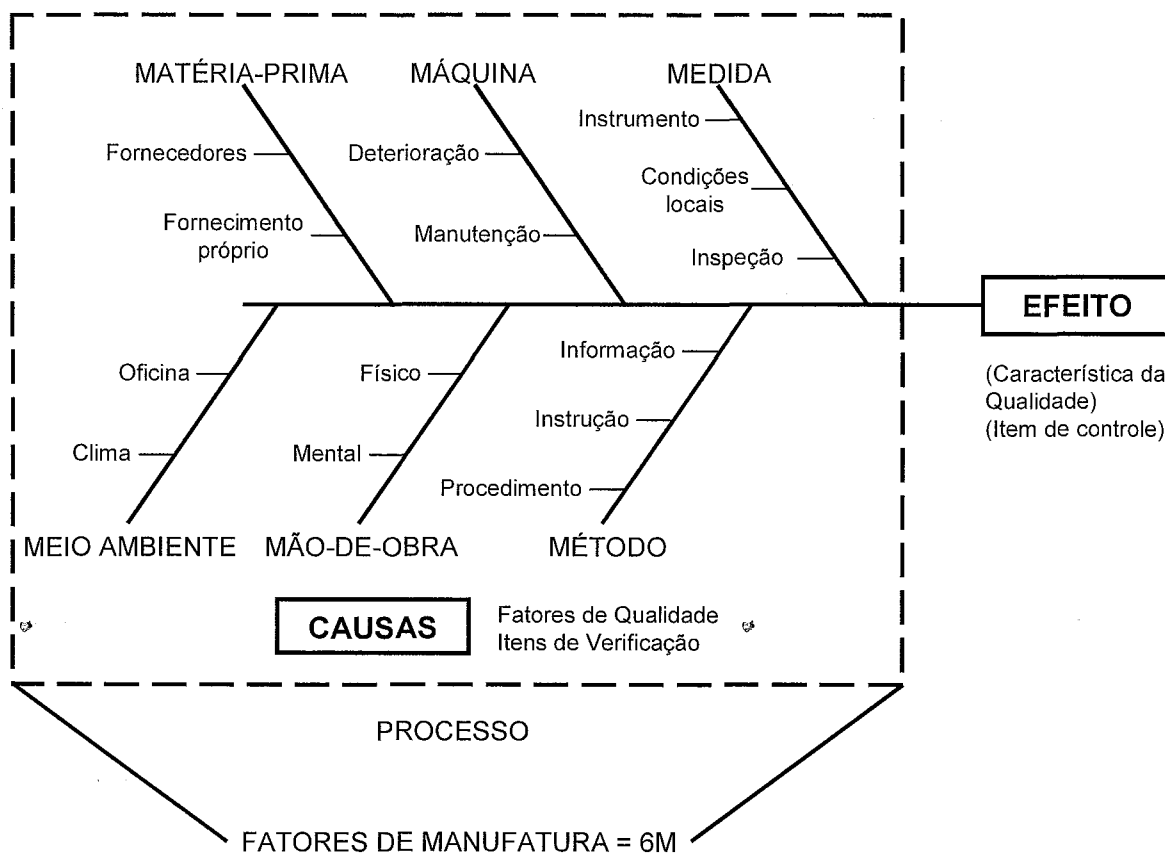 MATÉRIA-PRIMA
MÁQUINA
MEDIDA
Fornecedores
Fornecimento
próprio
Deterioração
Manutenção
Instrumento
Condições
locais
Inspeção
EFEITO
(Característica da
Qualidade)
(Item de controle)
Oficina
Clima
Físico
Mental
Informação
Instrução
Procedimento
MEIO AMBIENTE
MÃO-DE-OBRA
MÉTODO
CAUSAS
Fatores de Qualidade
Itens de Verificação
PROCESSO
FATORES DE MANUFATURA = 6M